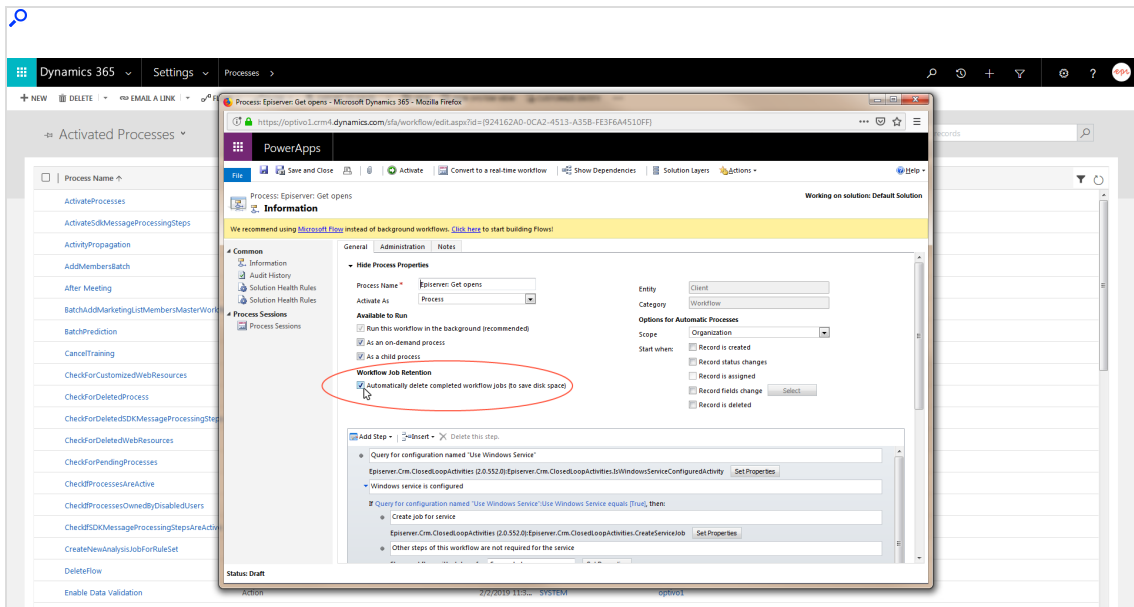 Dynamics 365 Settings Processes >
+ NEW DELETE EMAIL A LINK
Activated Processes
Process Name ↑
ActivateProcesses
ActivateSdkMessageProcessingSteps
ActivityPropagation
AddMembersBatch
After Meeting
BatchAddMarketingListMembersMasterWorkfl
BatchPrediction
CancelTraining
CheckForCustomizedWebResources
CheckForDeletedProcess
CheckForDeletedSDKMessageProcessingSteps
CheckForDeletedWebResources
CheckForPendingProcesses
CheckIfProcessesAreActive
CheckIfProcessesOwnedByDisabledUsers
CheckIfSDKMessageProcessingStepsAreActive
CreateNewAnalysisJobForRuleSet
DeleteFlow
Enable Data Validation Action 2/2/2019 11:3... SYSTEM optivo1
records
Process: Episerver: Get opens - Microsoft Dynamics 365 - Mozilla Firefox
https://optivo1.crm4.dynamics.com/sfa/workflow/edit.aspx?id={924162A0-0CA2-4513-A35B-FE3F6A4510FF}
PowerApps
File Save and Close Activate Convert to a real-time workflow Show Dependencies Solution Layers Actions Help
Process: Episerver: Get opens
Information
Working on solution: Default Solution
We recommend using Microsoft Flow instead of background workflows. Click here to start building Flows!
Common
Information
Audit History
Solution Health Rules
Solution Health Rules
Process Sessions
Process Sessions
General Administration Notes
Hide Process Properties
Process Name * Episerver: Get opens
Activate As Process
Available to Run
Run this workflow in the background (recommended)
As an on-demand process
As a child process
Workflow Job Retention
Automatically delete completed workflow jobs (to save disk space)
Entity Client
Category Workflow
Options for Automatic Processes
Scope Organization
Start when: Record is created
Record status changes
Record is assigned
Record fields change Select
Record is deleted
Add Step Insert Delete this step.
Query for configuration named "Use Windows Service"
Episerver.Crm.ClosedLoopActivities (2.0.552.0):Episerver.Crm.ClosedLoopActivities.IsWindowsServiceConfiguredActivity Set Properties
Windows service is configured
If Query for configuration named "Use Windows Service":Use Windows Service equals [True], then:
Create job for service
Episerver.Crm.ClosedLoopActivities (2.0.552.0):Episerver.Crm.ClosedLoopActivities.CreateServiceJob Set Properties
Other steps of this workflow are not required for the service
Status: Draft